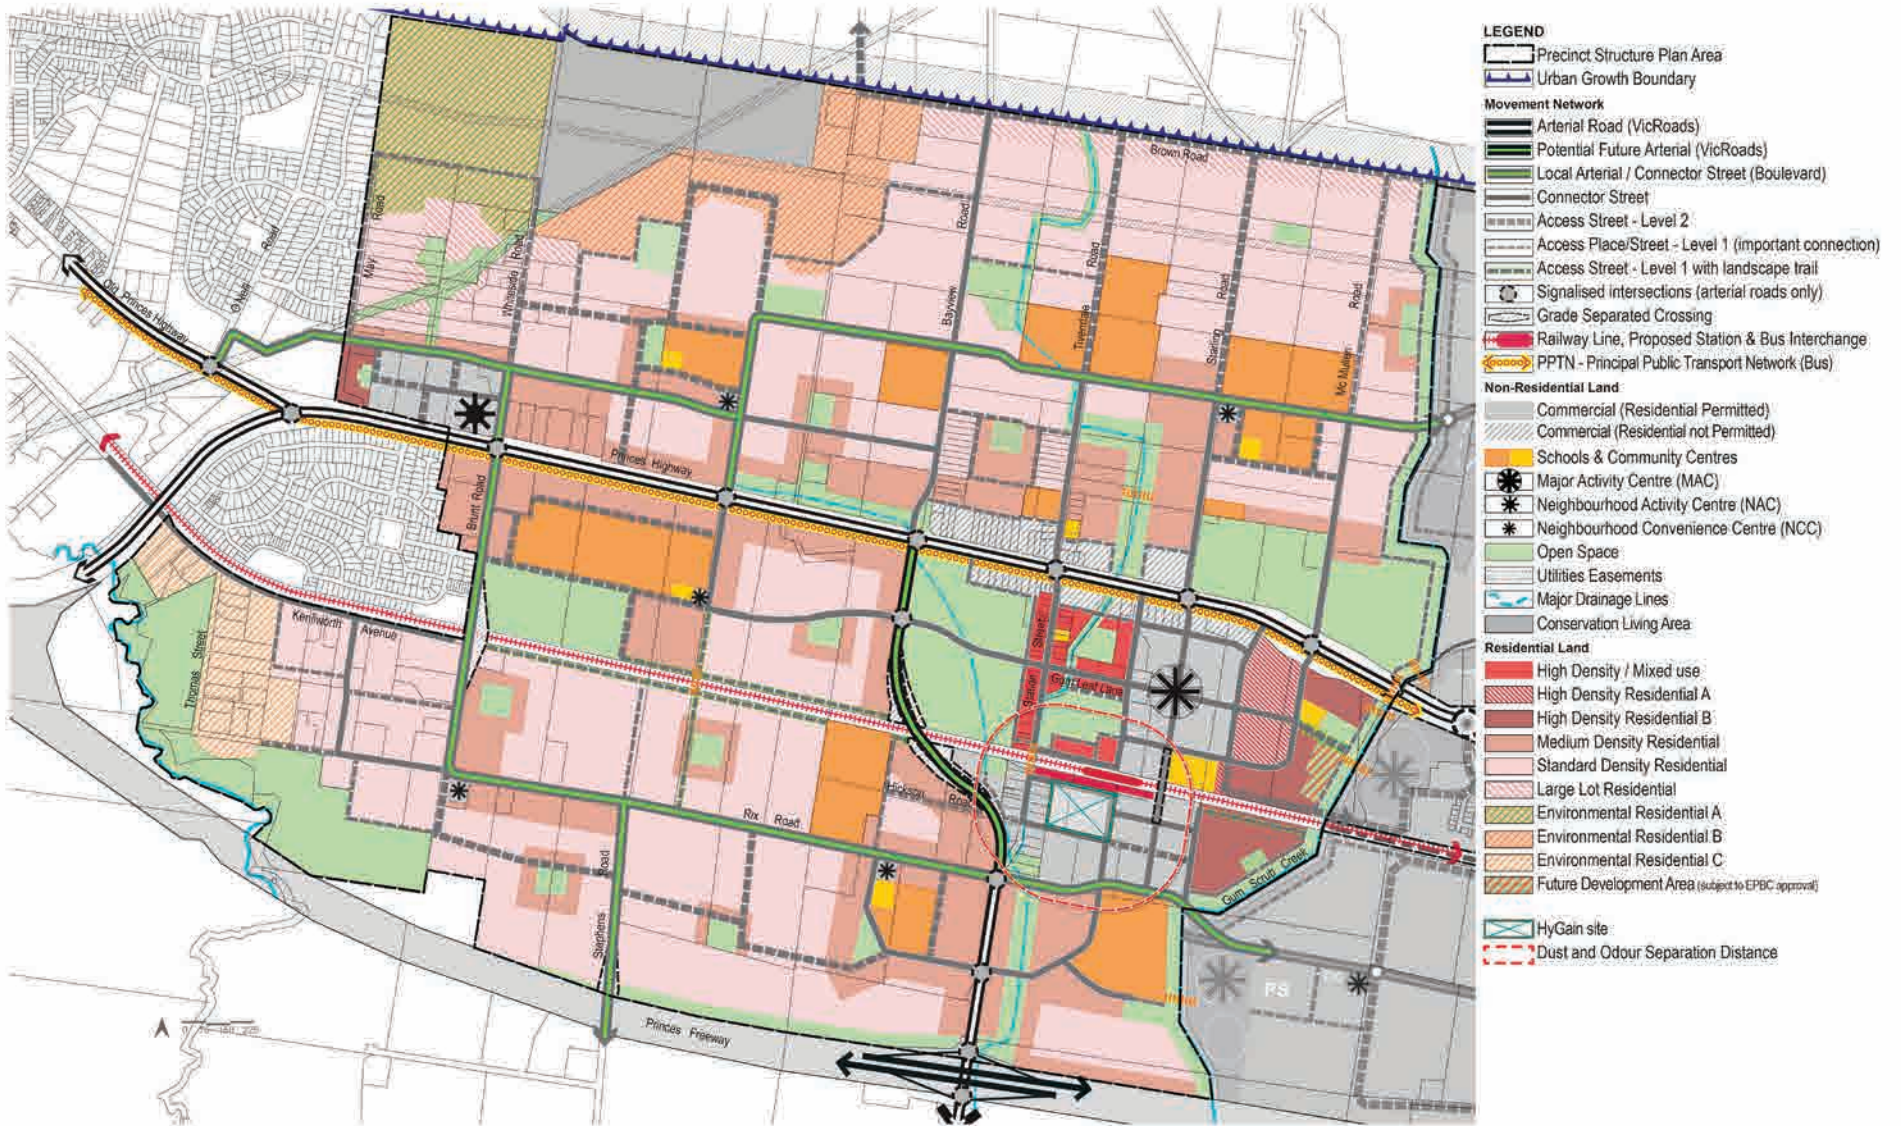 LEGEND
Precinct Structure Plan Area
Urban Growth Boundary
Movement Network
Arterial Road (VicRoads)
Potential Future Arterial (VicRoads)
Local Arterial / Connector Street (Boulevard)
Connector Street
Access Street - Level 2
Access Place/Street - Level 1 (important connection)
Access Street - Level 1 with landscape trail
Signalised intersections (arterial roads only)
Grade Separated Crossing
Railway Line, Proposed Station & Bus Interchange
PPTN - Principal Public Transport Network (Bus)
Non-Residential Land
Commercial (Residential Permitted)
Commercial (Residential not Permitted)
Schools & Community Centres
Major Activity Centre (MAC)
Neighbourhood Activity Centre (NAC)
Neighbourhood Convenience Centre (NCC)
Open Space
Utilities Easements
Major Drainage Lines
Conservation Living Area
Residential Land
High Density / Mixed use
High Density Residential A
High Density Residential B
Medium Density Residential
Standard Density Residential
Large Lot Residential
Environmental Residential A
Environmental Residential B
Environmental Residential C
Future Development Area (subject to EPBC approval)
HyGain site
Dust and Odour Separation Distance
Brown Road
May Road
Whiteside Road
O'Neil Road
Bayview Road
Tivendale Road
Starling Road
Mc Mullen Road
Old Princes Highway
Princes Highway
Brunt Road
Kenilworth Avenue
Thomas Street
Station Street
Gum Leaf Lane
Hickson Road
Rix Road
Stephens Road
Gum Scrub Creek
Princes Freeway
PS